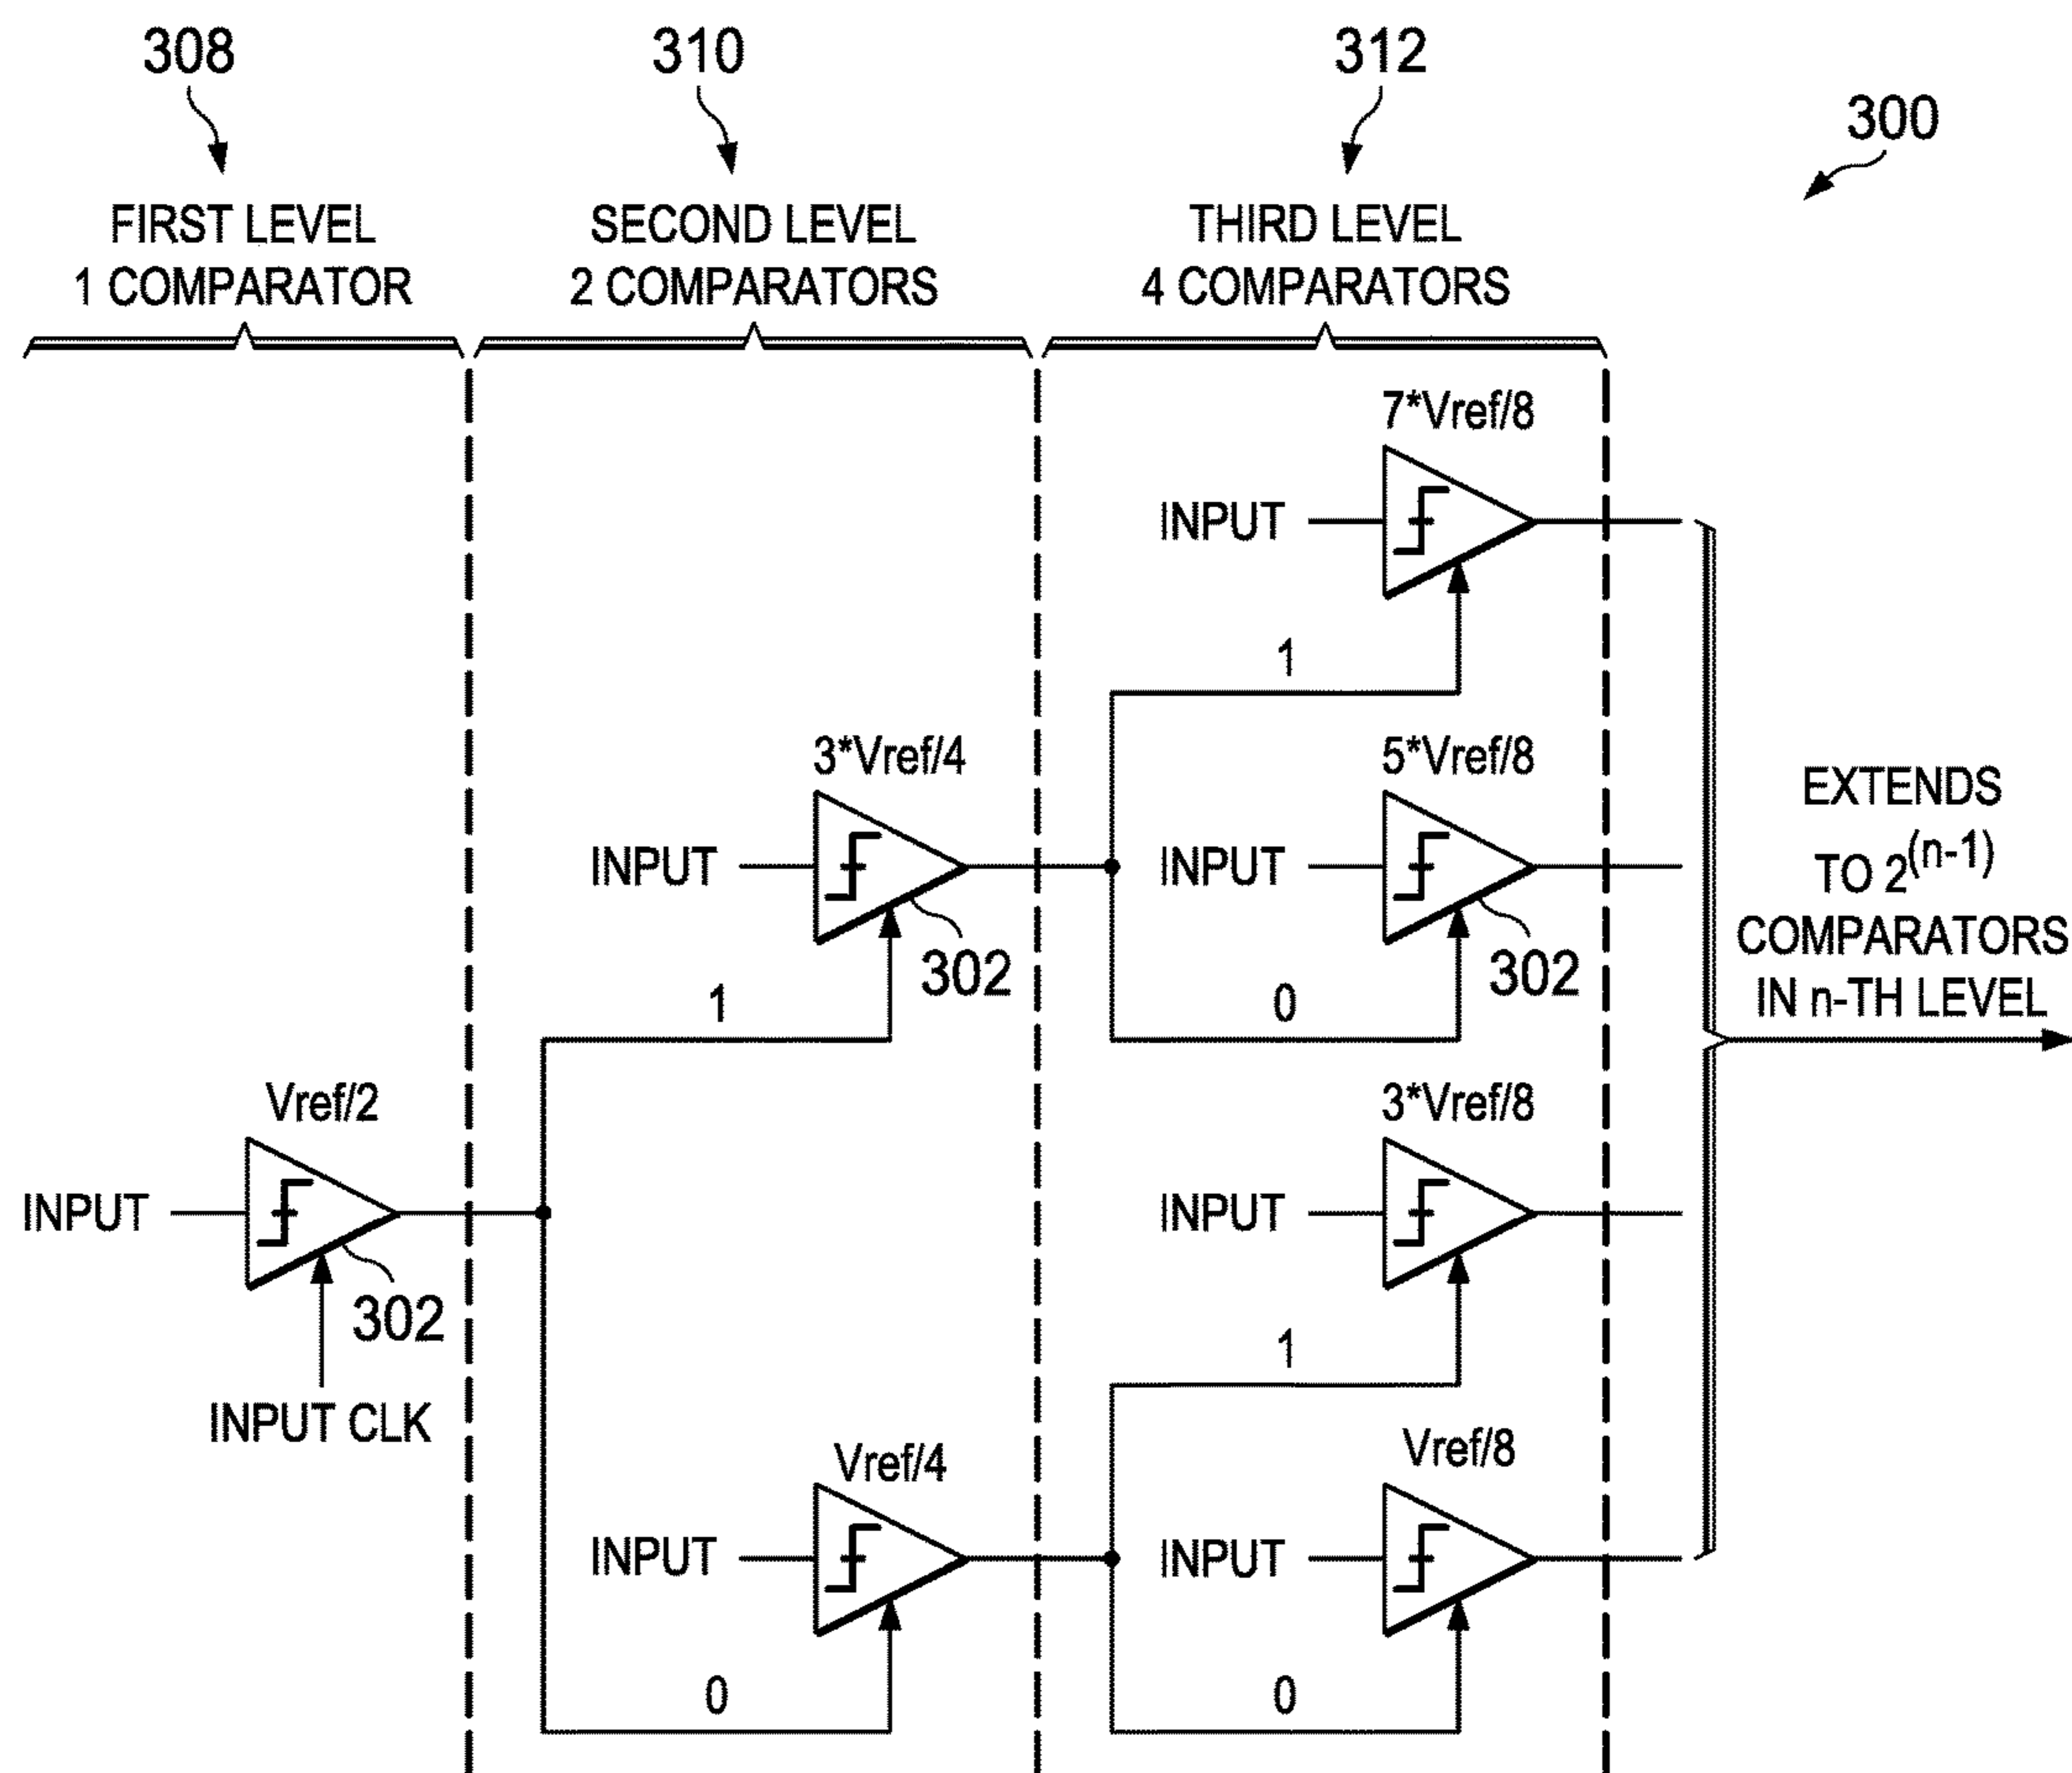 308
310
312
300
FIRST LEVEL
1 COMPARATOR
SECOND LEVEL
2 COMPARATORS
THIRD LEVEL
4 COMPARATORS
7*Vref/8
INPUT
1
3*Vref/4
INPUT
302
1
5*Vref/8
INPUT
302
0
EXTENDS
TO 2^(n-1)
COMPARATORS
IN n-TH LEVEL
Vref/2
INPUT
302
INPUT CLK
3*Vref/8
INPUT
1
Vref/4
INPUT
0
Vref/8
INPUT
0